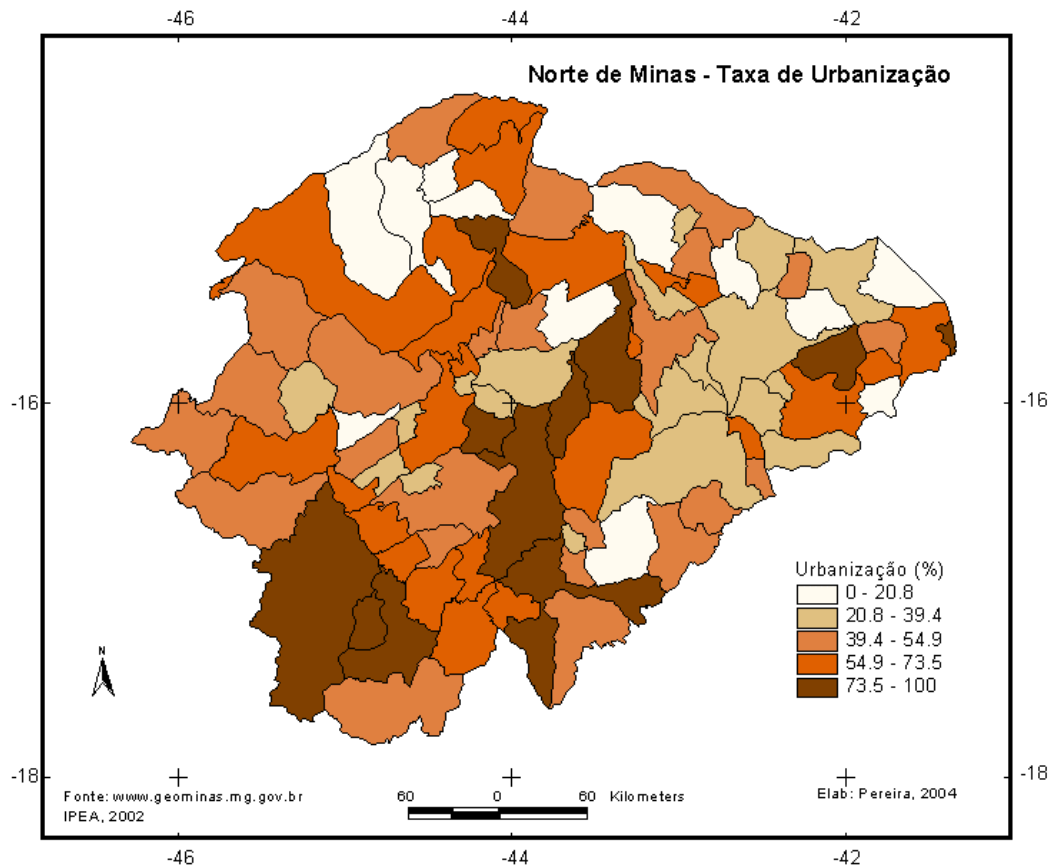 -46 -44 -42
Norte de Minas - Taxa de Urbanização
-16 -16
Urbanização (%)
0 - 20.8
20.8 - 39.4
39.4 - 54.9
54.9 - 73.5
73.5 - 100
N
-18 -18
Fonte: www.geominas.mg.gov.br
IPEA, 2002
60 0 60 Kilometers
Elab: Pereira, 2004
-46 -44 -42